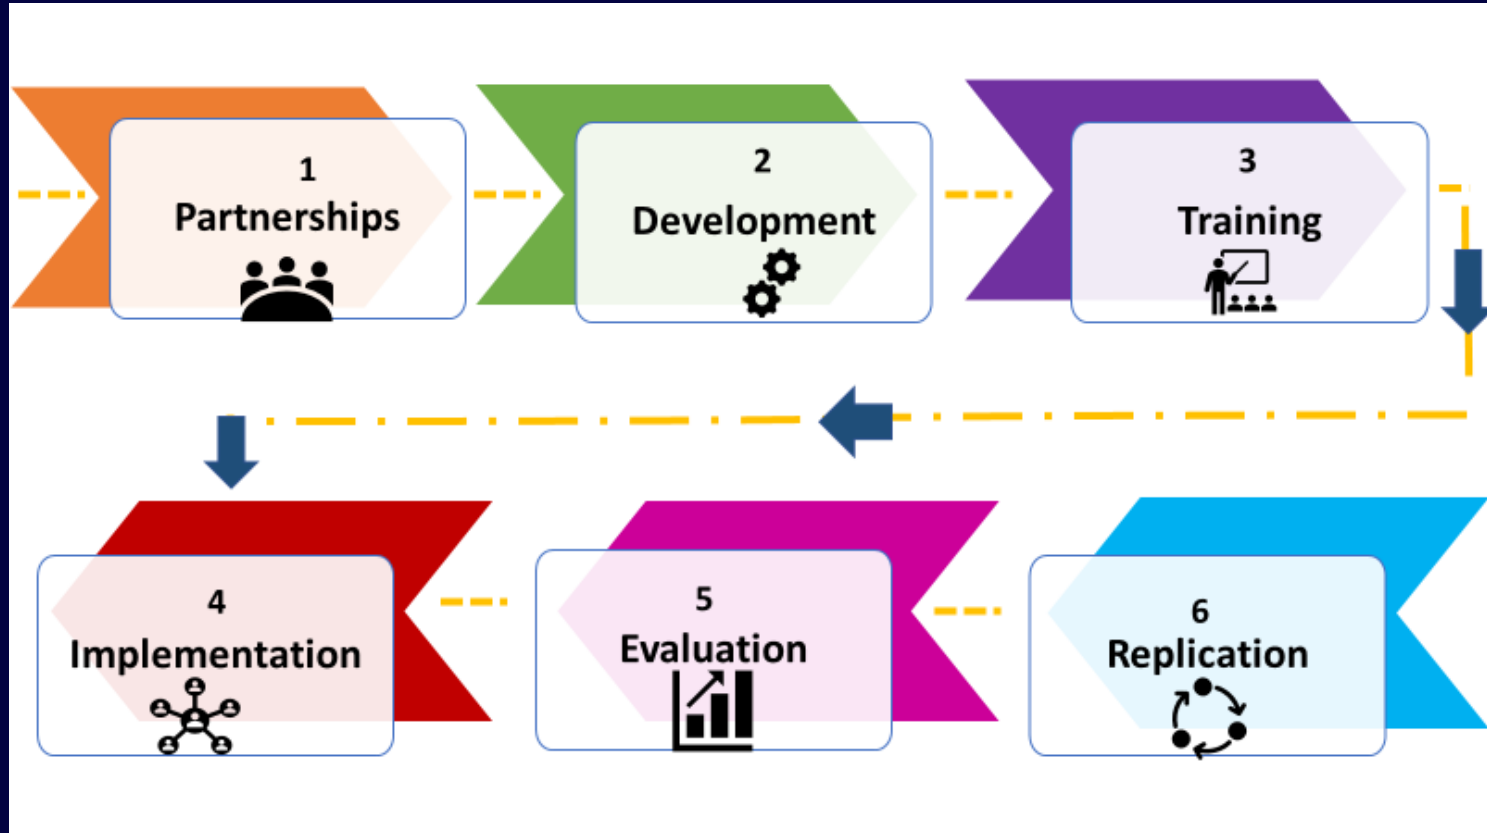 1
Partnerships
2
Development
3
Training
4
Implementation
5
Evaluation
6
Replication